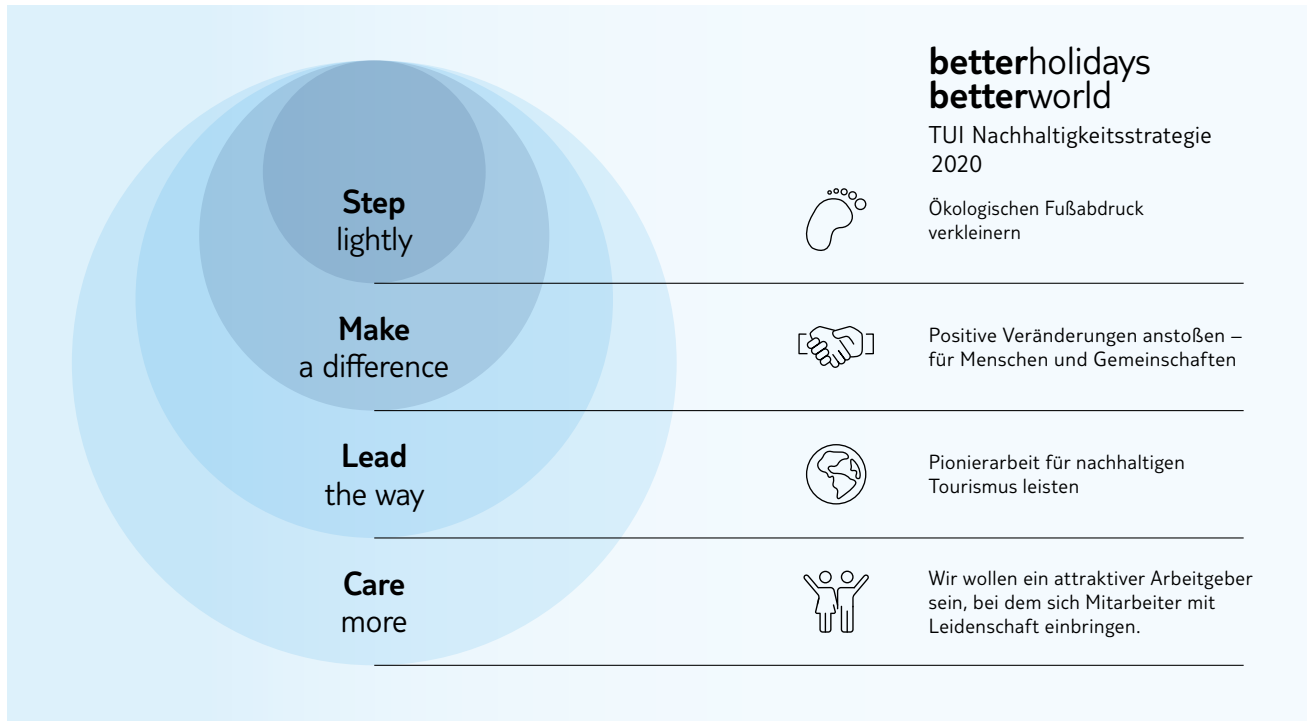 betterholidays
betterworld
TUI Nachhaltigkeitsstrategie
2020
Step
lightly
Ökologischen Fußabdruck
verkleinern
Make
a difference
Positive Veränderungen anstoßen –
für Menschen und Gemeinschaften
Lead
the way
Pionierarbeit für nachhaltigen
Tourismus leisten
Care
more
Wir wollen ein attraktiver Arbeitgeber
sein, bei dem sich Mitarbeiter mit
Leidenschaft einbringen.